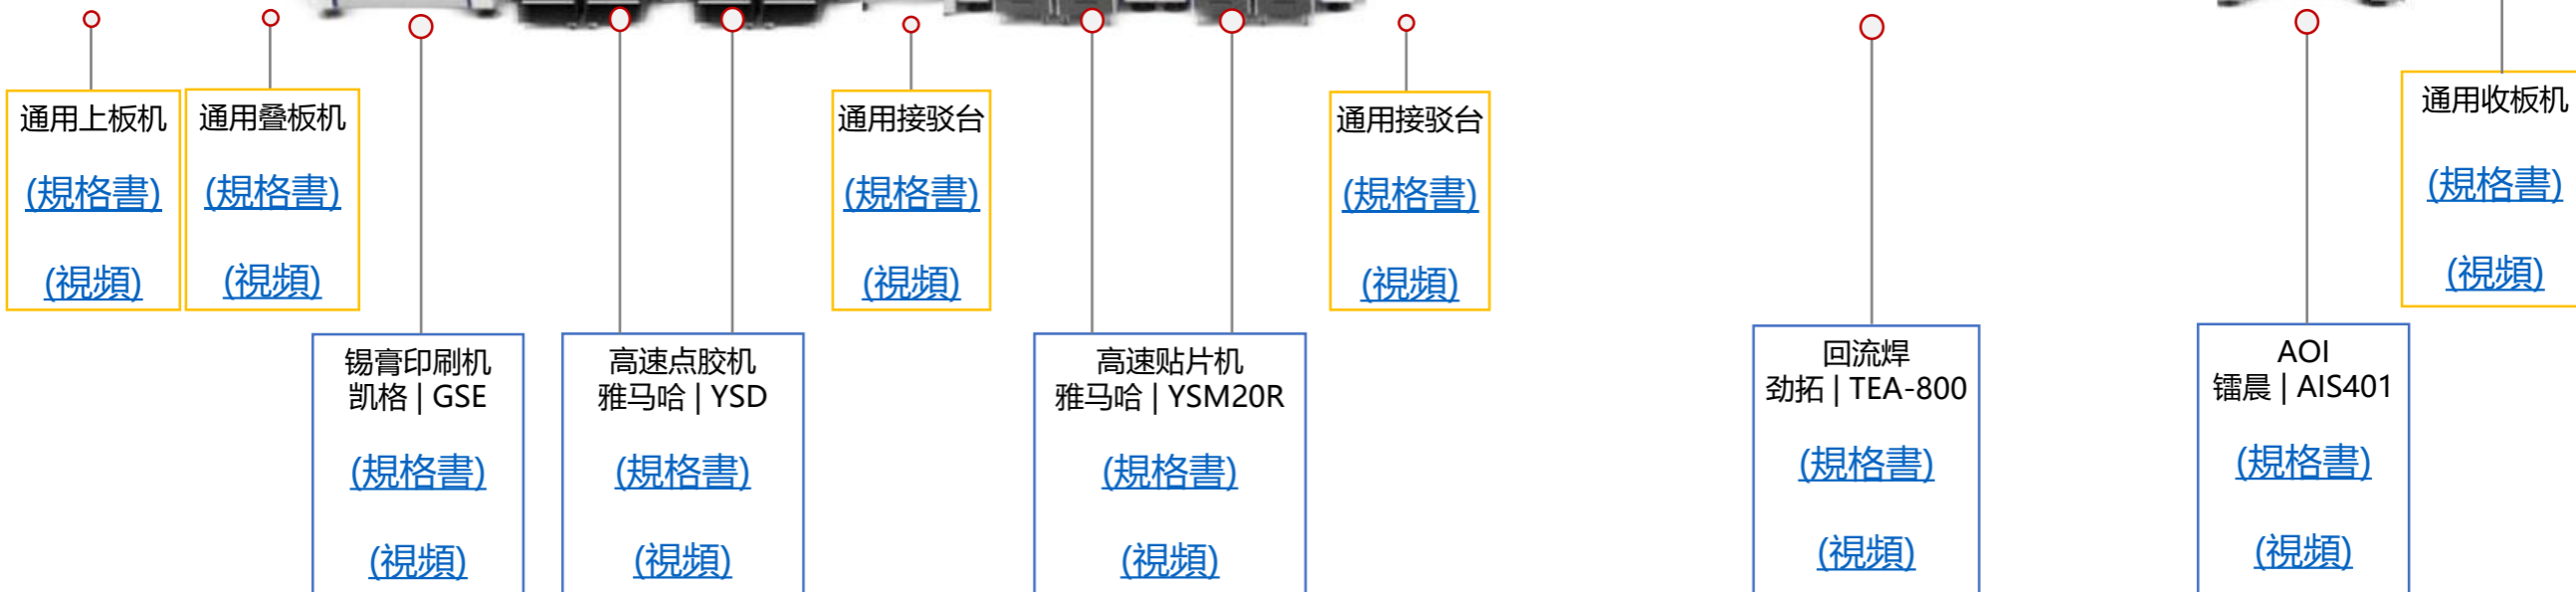 通用上板机
(規格書)
(視頻)
通用叠板机
(規格書)
(視頻)
锡膏印刷机
凯格 | GSE
(規格書)
(視頻)
高速点胶机
雅马哈 | YSD
(規格書)
(視頻)
通用接驳台
(規格書)
(視頻)
高速贴片机
雅马哈 | YSM20R
(規格書)
(視頻)
通用接驳台
(規格書)
(視頻)
回流焊
劲拓 | TEA-800
(規格書)
(視頻)
AOI
镭晨 | AIS401
(規格書)
(視頻)
通用收板机
(規格書)
(視頻)